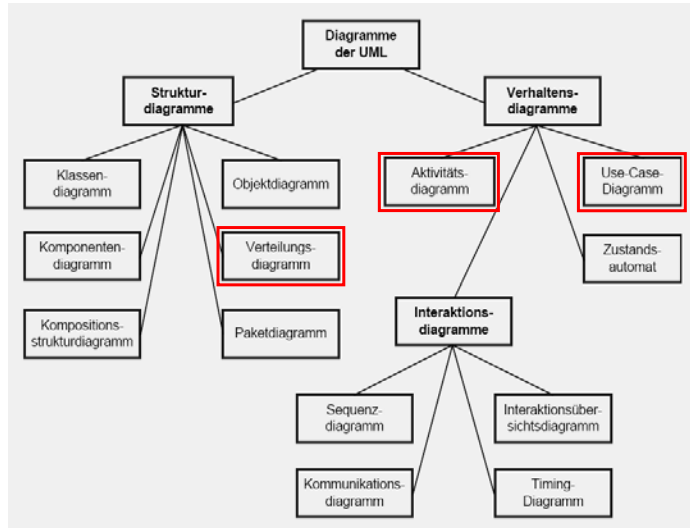 Diagramme
der UML
Struktur-
diagramme
Verhaltens-
diagramme
Klassen-
diagramm
Objektdiagramm
Aktivitäts-
diagramm
Use-Case-
Diagramm
Komponenten-
diagramm
Verteilungs-
diagramm
Zustands-
automat
Kompositions-
strukturdiagramm
Paketdiagramm
Interaktions-
diagramme
Sequenz-
diagramm
Interaktionsüber-
sichtsdiagramm
Kommunikations-
diagramm
Timing-
Diagramm